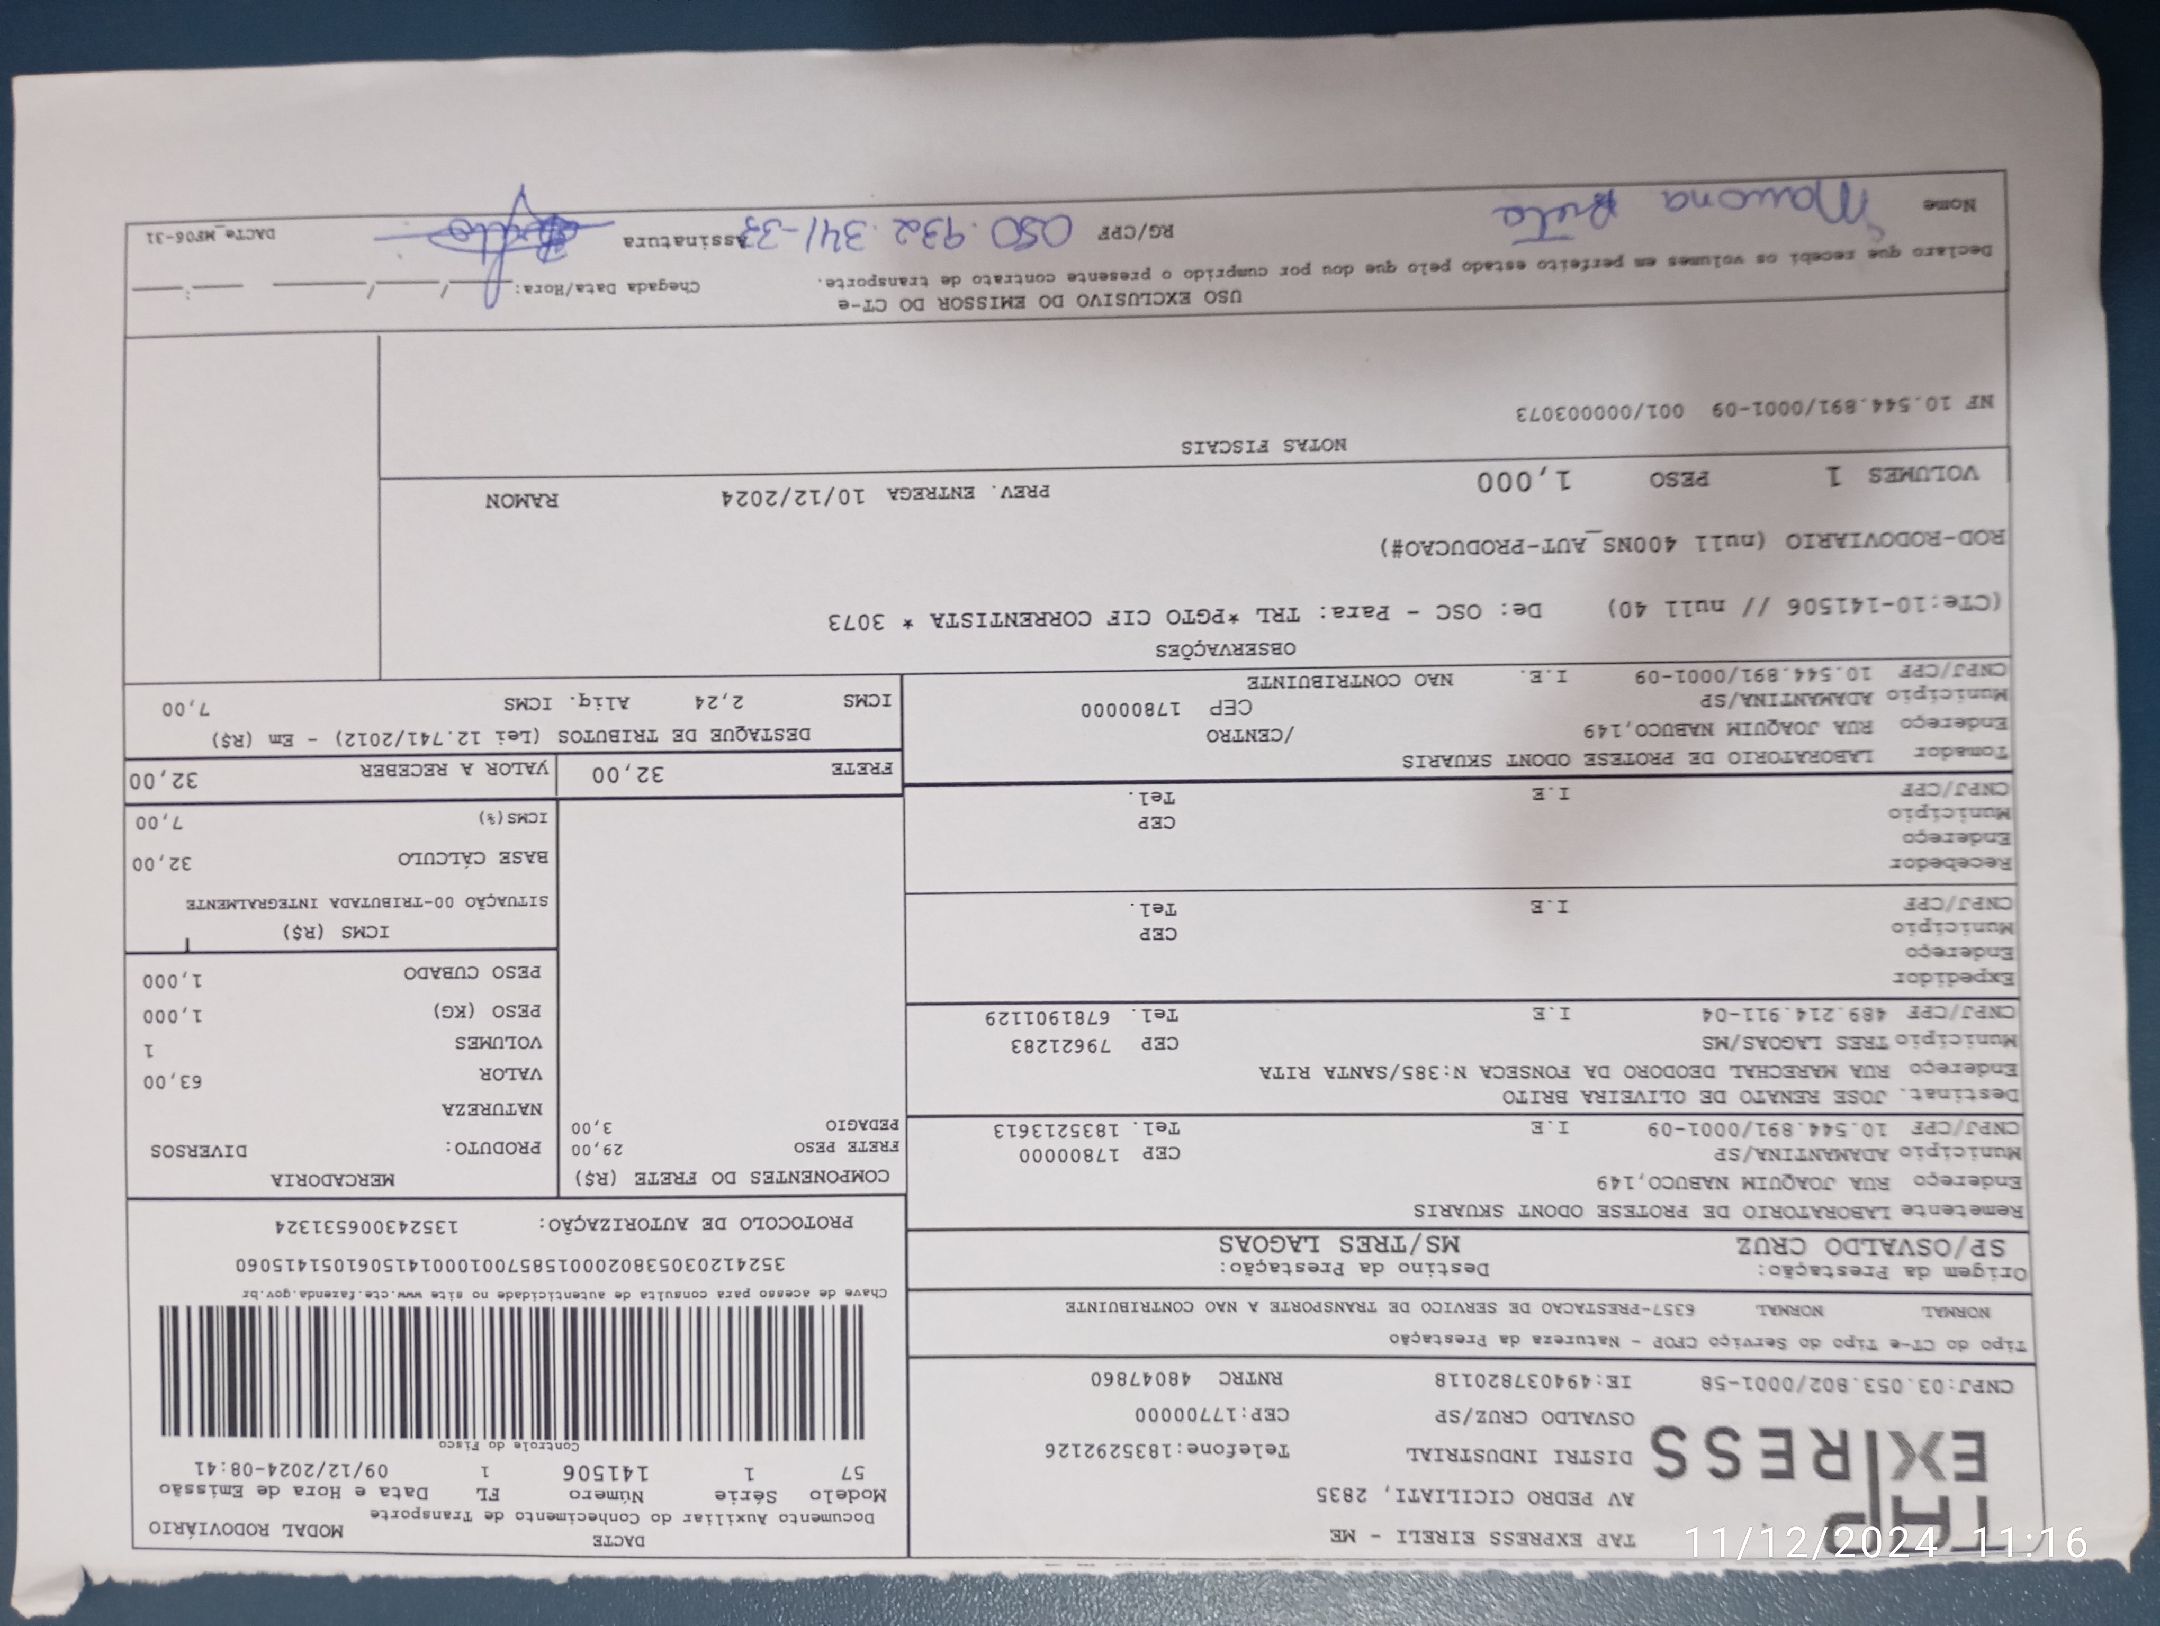 TAP EXPRESS
TAP EXPRESS EIRELI - ME
AV PEDRO CICILIATI, 2835
DISTRI INDUSTRIAL Telefone:1835292126
OSVALDO CRUZ/SP CEP:17700000
CNPJ:03.053.802/0001-58 IE:494037820118 RNTRC 48047860
DACTE MODAL RODOVIÁRIO
Documento Auxiliar do Conhecimento de Transporte
Modelo Série Número FL Data e Hora de Emissão
57 1 141506 1 09/12/2024-08:41
Controle do Fisco
Chave de acesso para consulta de autenticidade no site www.cte.fazenda.gov.br
35241203053802000158570010001415061051415060
PROTOCOLO DE AUTORIZAÇÃO: 135243006531324
Tipo do CT-e Tipo do Serviço CFOP - Natureza da Prestação
NORMAL NORMAL 6357-PRESTACAO DE SERVICO DE TRANSPORTE A NAO CONTRIBUINTE
Origem da Prestação: Destino da Prestação:
SP/OSVALDO CRUZ MS/TRES LAGOAS
Remetente LABORATORIO DE PROTESE ODONT SKUARIS
Endereço RUA JOAQUIM NABUCO,149
Município ADAMANTINA/SP CEP 17800000
CNPJ/CPF 10.544.891/0001-09 I.E Tel. 1835213613
Destinat. JOSE RENATO DE OLIVEIRA BRITO
Endereço RUA MARECHAL DEODORO DA FONSECA N:385/SANTA RITA
Município TRES LAGOAS/MS CEP 79621283
CNPJ/CPF 489.214.911-04 I.E Tel. 6781901129
Expedidor
Endereço
Município CEP
CNPJ/CPF I.E Tel.
Recebedor
Endereço
Município CEP
CNPJ/CPF I.E Tel.
Tomador LABORATORIO DE PROTESE ODONT SKUARIS
Endereço RUA JOAQUIM NABUCO,149 /CENTRO
Município ADAMANTINA/SP CEP 17800000
CNPJ/CPF 10.544.891/0001-09 I.E. NAO CONTRIBUINTE
COMPONENTES DO FRETE (R$)
FRETE PESO 29,00
PEDAGIO 3,00
MERCADORIA
PRODUTO: DIVERSOS
NATUREZA
VALOR 63,00
VOLUMES 1
PESO (KG) 1,000
PESO CUBADO 1,000
ICMS (R$)
SITUAÇÃO 00-TRIBUTADA INTEGRALMENTE
BASE CÁLCULO 32,00
ICMS(%) 7,00
FRETE 32,00 VALOR A RECEBER 32,00
DESTAQUE DE TRIBUTOS (Lei 12.741/2012) - Em (R$)
ICMS 2,24 Aliq. ICMS 7,00
OBSERVAÇÕES
(CTe:10-141506 // null 40) De: OSC - Para: TRL *PGTO CIF CORRENTISTA * 3073
ROD-RODOVIARIO (null 400NS_AUT-PRODUCAO#)
VOLUMES 1 PESO 1,000 PREV. ENTREGA 10/12/2024 RAMON
NOTAS FISCAIS
NF 10.544.891/0001-09 001/000003073
USO EXCLUSIVO DO EMISSOR DO CT-e
Declaro que recebi os volumes em perfeito estado pelo que dou por cumprido o presente contrato de transporte.
Chegada Data/Hora: ____/____/____ ____:____
Nome RG/CPF 050.932.341-33 Assinatura
DACTe_MF06-31
11/12/2024 11:16